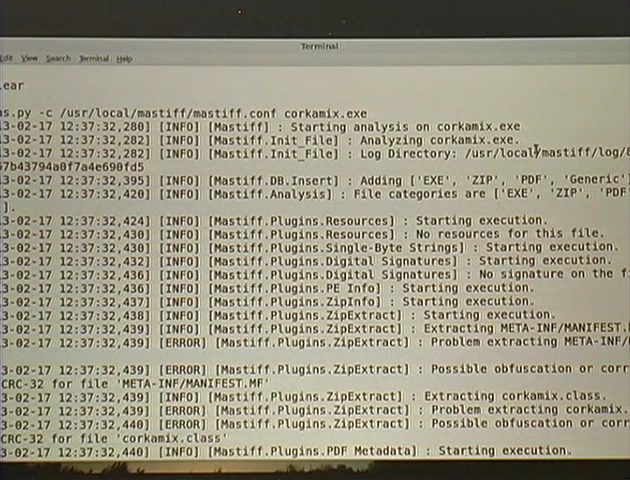 Terminal
Edit View Search Terminal Help
lear
as.py -c /usr/local/mastiff/mastiff.conf corkamix.exe
13-02-17 12:37:32,280] [INFO] [Mastiff] : Starting analysis on corkamix.exe
13-02-17 12:37:32,282] [INFO] [Mastiff.Init_File] : Analyzing corkamix.exe.
13-02-17 12:37:32,282] [INFO] [Mastiff.Init_File] : Log Directory: /usr/local/mastiff/log/8
67b43794a0f7a4e690fd5
13-02-17 12:37:32,395] [INFO] [Mastiff.DB.Insert] : Adding ['EXE', 'ZIP', 'PDF', 'Generic']
13-02-17 12:37:32,420] [INFO] [Mastiff.Analysis] : File categories are ['EXE', 'ZIP', 'PDF'
].
13-02-17 12:37:32,424] [INFO] [Mastiff.Plugins.Resources] : Starting execution.
13-02-17 12:37:32,430] [INFO] [Mastiff.Plugins.Resources] : No resources for this file.
13-02-17 12:37:32,430] [INFO] [Mastiff.Plugins.Single-Byte Strings] : Starting execution.
13-02-17 12:37:32,432] [INFO] [Mastiff.Plugins.Digital Signatures] : Starting execution.
13-02-17 12:37:32,436] [INFO] [Mastiff.Plugins.Digital Signatures] : No signature on the fi
13-02-17 12:37:32,436] [INFO] [Mastiff.Plugins.PE Info] : Starting execution.
13-02-17 12:37:32,437] [INFO] [Mastiff.Plugins.ZipInfo] : Starting execution.
13-02-17 12:37:32,438] [INFO] [Mastiff.Plugins.ZipExtract] : Starting execution.
13-02-17 12:37:32,439] [INFO] [Mastiff.Plugins.ZipExtract] : Extracting META-INF/MANIFEST.M
13-02-17 12:37:32,439] [ERROR] [Mastiff.Plugins.ZipExtract] : Problem extracting META-INF/M
13-02-17 12:37:32,439] [ERROR] [Mastiff.Plugins.ZipExtract] : Possible obfuscation or corr
CRC-32 for file 'META-INF/MANIFEST.MF'
13-02-17 12:37:32,439] [INFO] [Mastiff.Plugins.ZipExtract] : Extracting corkamix.class.
13-02-17 12:37:32,439] [ERROR] [Mastiff.Plugins.ZipExtract] : Problem extracting corkamix.
13-02-17 12:37:32,440] [ERROR] [Mastiff.Plugins.ZipExtract] : Possible obfuscation or corr
CRC-32 for file 'corkamix.class'
3-02-17 12:37:32,440] [INFO] [Mastiff.Plugins.PDF Metadata] : Starting execution.